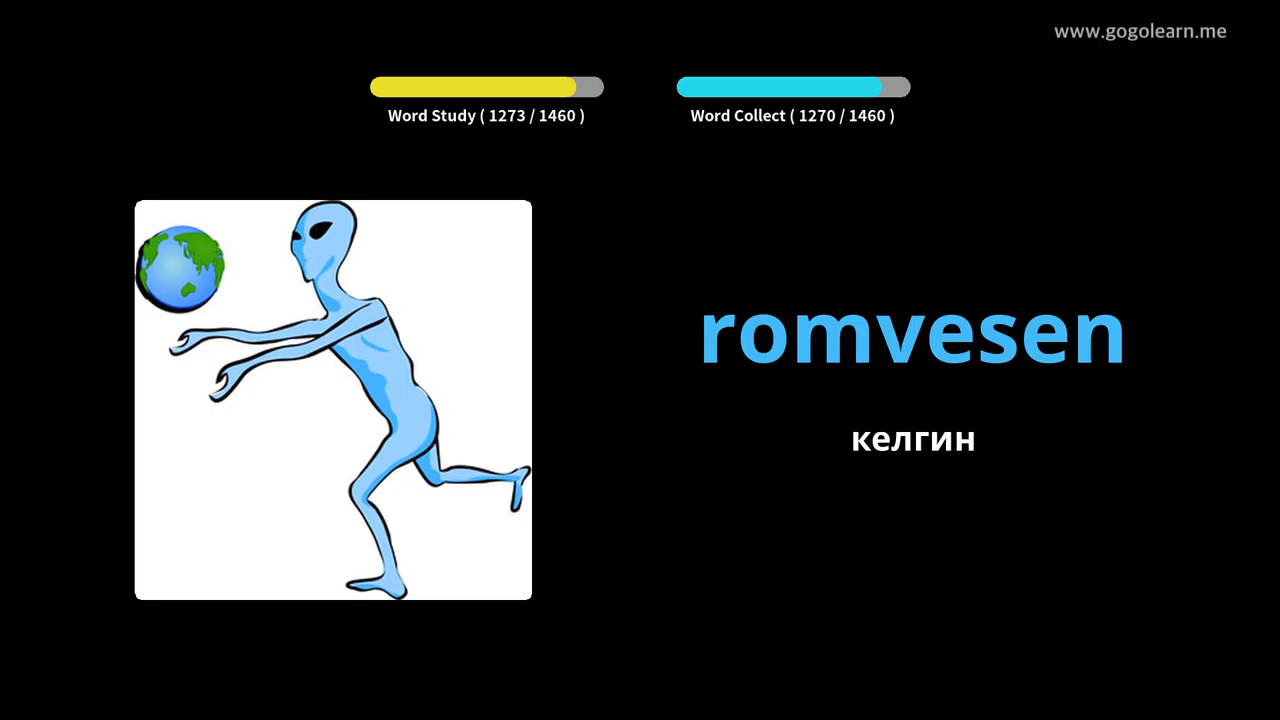 www.gogolearn.me
Word Study ( 1273 / 1460 )
Word Collect ( 1270 / 1460 )
romvesen
келгин